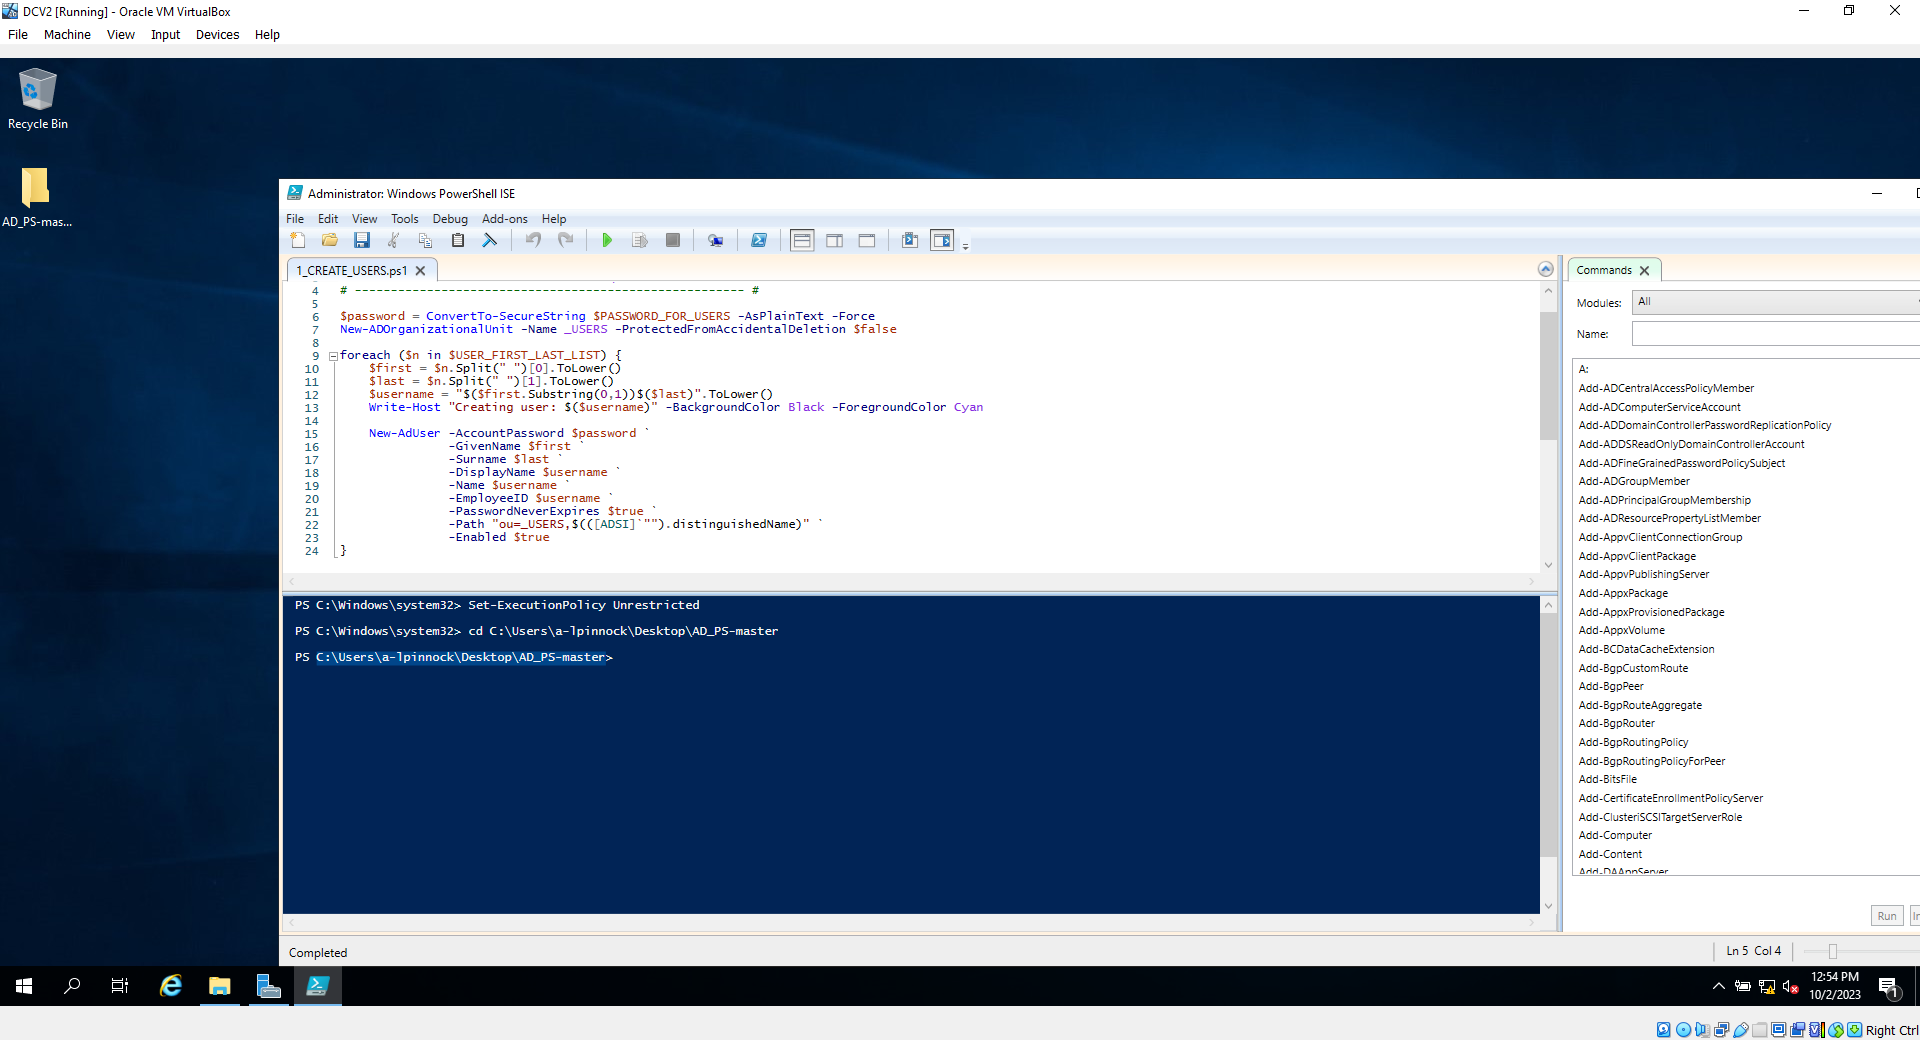 DCV2 [Running] - Oracle VM VirtualBox
File Machine View Input Devices Help
Recycle Bin
AD_PS-mas...
Administrator: Windows PowerShell ISE
File Edit View Tools Debug Add-ons Help
1_CREATE_USERS.ps1
4 # ------------------------------------------------------ #
5
6 $password = ConvertTo-SecureString $PASSWORD_FOR_USERS -AsPlainText -Force
7 New-ADOrganizationalUnit -Name _USERS -ProtectedFromAccidentalDeletion $false
8
9 foreach ($n in $USER_FIRST_LAST_LIST) {
10 $first = $n.Split(" ")[0].ToLower()
11 $last = $n.Split(" ")[1].ToLower()
12 $username = "$($first.Substring(0,1))$($last)".ToLower()
13 Write-Host "Creating user: $($username)" -BackgroundColor Black -ForegroundColor Cyan
14
15 New-AdUser -AccountPassword $password `
16 -GivenName $first `
17 -Surname $last `
18 -DisplayName $username `
19 -Name $username `
20 -EmployeeID $username `
21 -PasswordNeverExpires $true `
22 -Path "ou=_USERS,$(([ADSI]`"").distinguishedName)" `
23 -Enabled $true
24 }
PS C:\Windows\system32> Set-ExecutionPolicy Unrestricted
PS C:\Windows\system32> cd C:\Users\a-lpinnock\Desktop\AD_PS-master
PS C:\Users\a-lpinnock\Desktop\AD_PS-master>
Commands
Modules: All
Name:
A:
Add-ADCentralAccessPolicyMember
Add-ADComputerServiceAccount
Add-ADDomainControllerPasswordReplicationPolicy
Add-ADDSReadOnlyDomainControllerAccount
Add-ADFineGrainedPasswordPolicySubject
Add-ADGroupMember
Add-ADPrincipalGroupMembership
Add-ADResourcePropertyListMember
Add-AppvClientConnectionGroup
Add-AppvClientPackage
Add-AppvPublishingServer
Add-AppxPackage
Add-AppxProvisionedPackage
Add-AppxVolume
Add-BCDataCacheExtension
Add-BgpCustomRoute
Add-BgpPeer
Add-BgpRouteAggregate
Add-BgpRouter
Add-BgpRoutingPolicy
Add-BgpRoutingPolicyForPeer
Add-BitsFile
Add-CertificateEnrollmentPolicyServer
Add-ClusteriSCSITargetServerRole
Add-Computer
Add-Content
Add-DAAppServer
Run In
Completed
Ln 5 Col 4
12:54 PM
10/2/2023
1
Right Ctrl